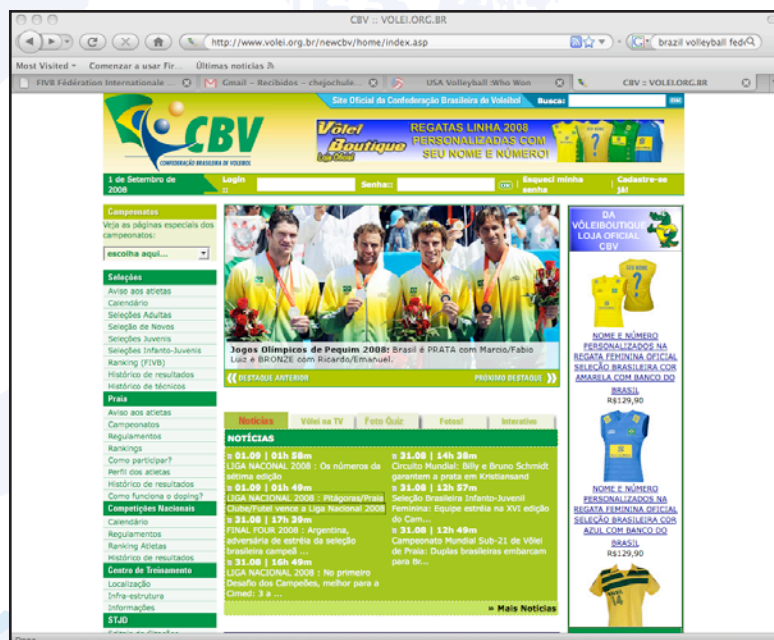 CBV :: VOLEI.ORG.BR
http://www.volei.org.br/newcbv/home/index.asp
brazil volleyball fed
Most Visited
Comenzar a usar Fir...
Últimas noticias
FIVB Fédération Internationale ...
Gmail – Recibidos – chejochule...
USA Volleyball :Who Won
CBV :: VOLEI.ORG.BR
Site Oficial da Confederação Brasileira de Voleibol
Busca:
CBV
CONFEDERAÇÃO BRASILEIRA DE VOLEIBOL
Vôlei
Boutique
Loja Oficial
REGATAS LINHA 2008
PERSONALIZADAS COM
SEU NOME E NÚMERO!
1 de Setembro de
2008
Login
::
Senha::
Esqueci minha
senha
Cadastre-se
já!
Campeonatos
Veja as páginas especiais dos
campeonatos:
escolha aqui...
Seleções
Aviso aos atletas
Calendário
Seleções Adultas
Seleção de Novos
Seleções Juvenis
Seleções Infanto-Juvenis
Ranking (FIVB)
Histórico de resultados
Histórico de técnicos
Praia
Aviso aos atletas
Campeonatos
Regulamentos
Rankings
Como participar?
Perfil dos atletas
Histórico de resultados
Como funciona o doping?
Competições Nacionais
Calendário
Regulamentos
Ranking Atletas
Histórico de resultados
Centro de Treinamento
Localização
Infra-estrutura
Informações
STJD
Jogos Olímpicos de Pequim 2008: Brasil é PRATA com Marcio/Fabio
Luiz e BRONZE com Ricardo/Emanuel.
DESTAQUE ANTERIOR
PRÓXIMO DESTAQUE
Notícias
Vôlei na TV
Foto Quiz
Fotos!
Interativo
NOTÍCIAS
01.09 | 01h 58m
LIGA NACONAL 2008 : Os números da
sétima edição
01.09 | 01h 49m
LIGA NACIONAL 2008 : Pitágoras/Praia
Clube/Futel vence a Liga Nacional 2008
31.08 | 17h 39m
FINAL FOUR 2008 : Argentina,
adversária de estréia da seleção
brasileira campeã ...
31.08 | 16h 49m
LIGA NACIONAL 2008 : No primeiro
Desafio dos Campeões, melhor para a
Cimed: 3 a ...
31.08 | 14h 38m
Circuito Mundial: Billy e Bruno Schmidt
garantem a prata em Kristiansand
31.08 | 12h 57m
Seleção Brasileira Infanto-Juvenil
Feminina: Equipe estréia na XVI edição
do Cam...
31.08 | 12h 49m
Campeonato Mundial Sub-21 de Vôlei
de Praia: Duplas brasileiras embarcam
para Br...
» Mais Notícias
DA
VÔLEIBOUTIQUE
LOJA OFICIAL
CBV
NOME E NÚMERO
PERSONALIZADOS NA
REGATA FEMININA OFICIAL
SELEÇÃO BRASILEIRA COR
AMARELA COM BANCO DO
BRASIL
R$129,90
NOME E NÚMERO
PERSONALIZADOS NA
REGATA FEMININA OFICIAL
SELEÇÃO BRASILEIRA COR
AZUL COM BANCO DO
BRASIL
R$129,90
14